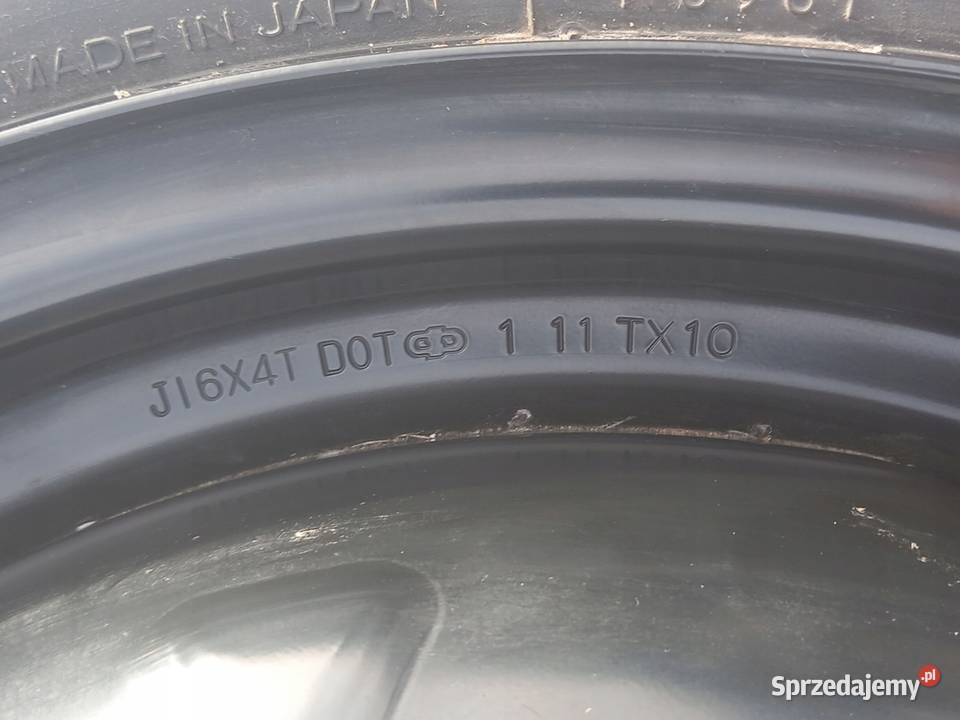 MADE IN JAPAN
J16X4T DOT 1 11 TX10
Sprzedajemy.pl